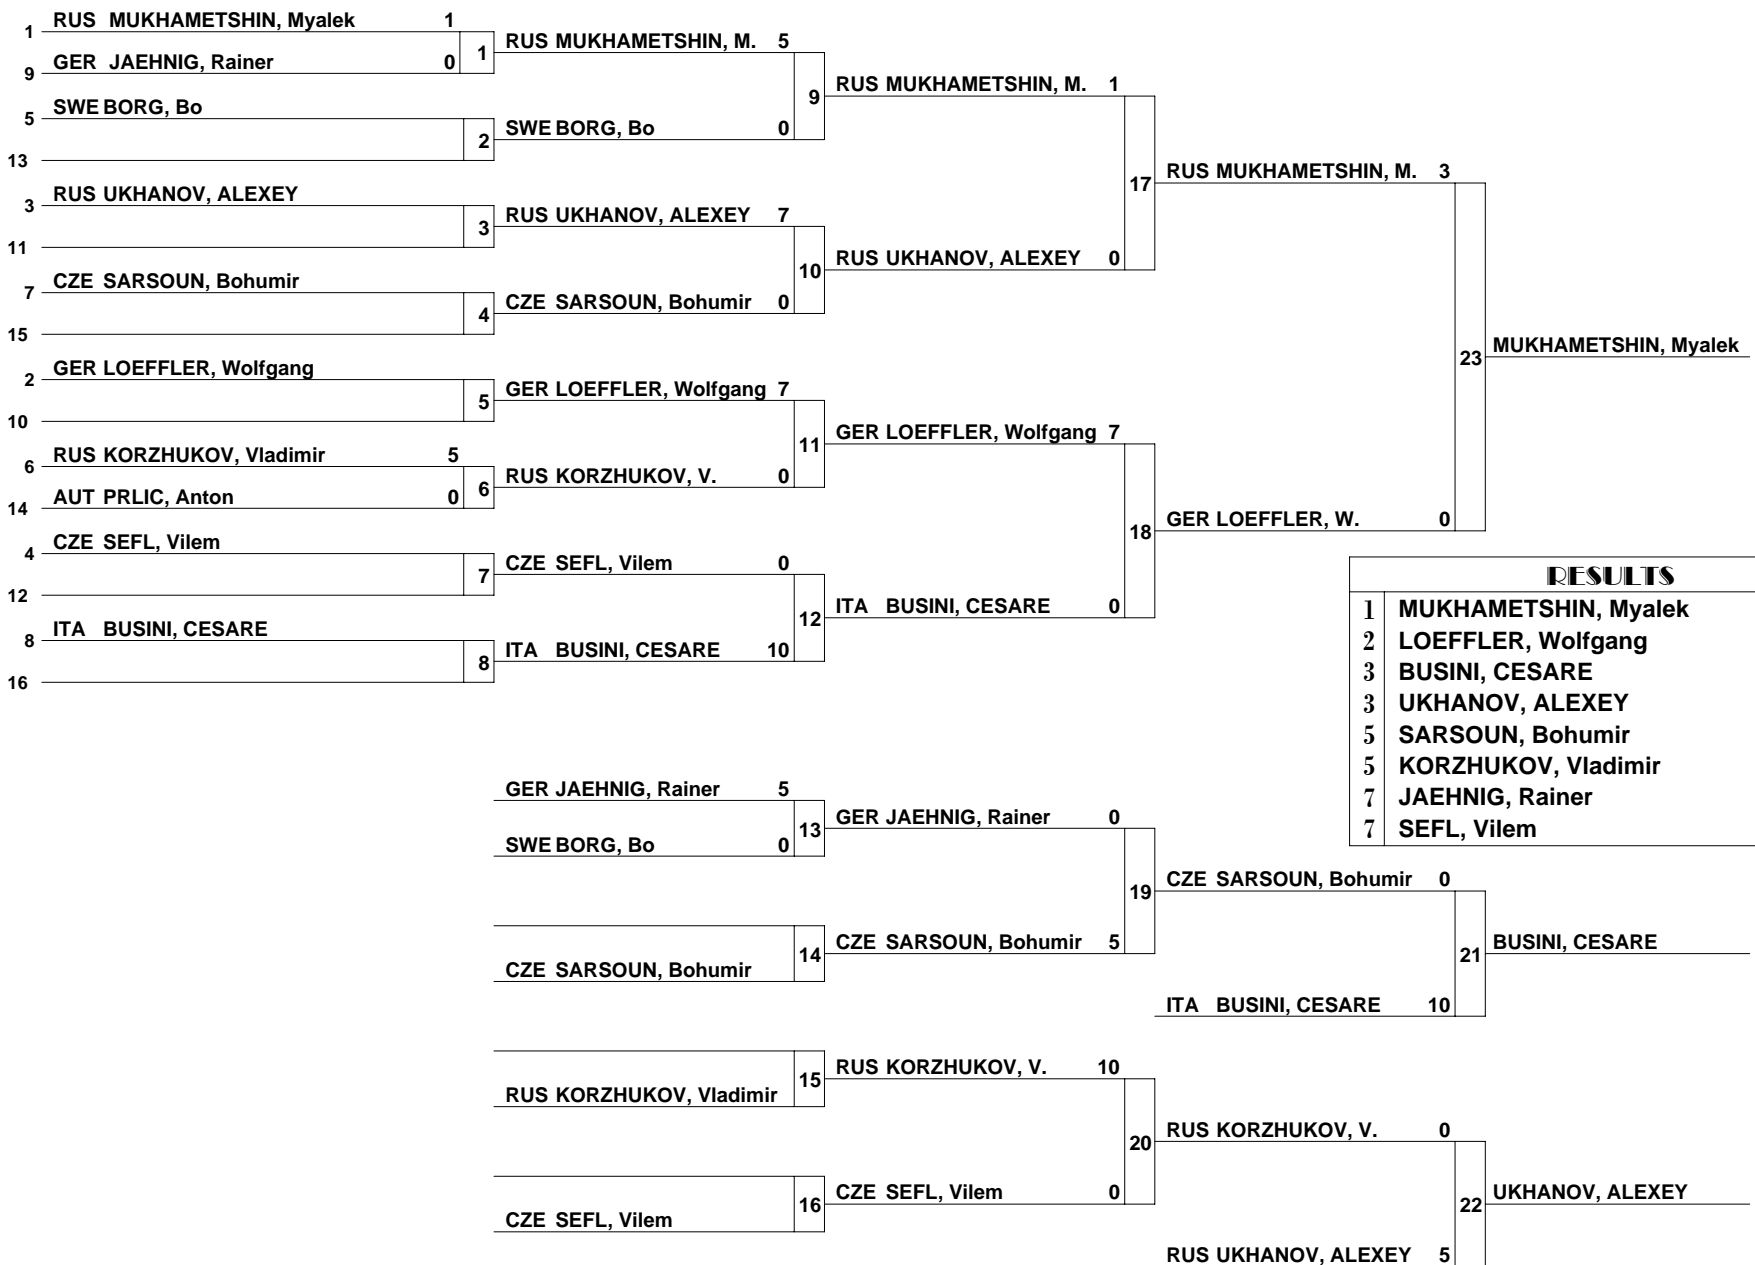 1 RUS MUKHAMETSHIN, Myalek 1
9 GER JAEHNIG, Rainer 0
1
5 SWE BORG, Bo
13
2
3 RUS UKHANOV, ALEXEY
11
3
7 CZE SARSOUN, Bohumir
15
4
2 GER LOEFFLER, Wolfgang
10
5
6 RUS KORZHUKOV, Vladimir 5
14 AUT PRLIC, Anton 0
6
4 CZE SEFL, Vilem
12
7
8 ITA BUSINI, CESARE
16
8
RUS MUKHAMETSHIN, M. 5
SWE BORG, Bo 0
9
RUS UKHANOV, ALEXEY 7
CZE SARSOUN, Bohumir 0
10
GER LOEFFLER, Wolfgang 7
RUS KORZHUKOV, V. 0
11
CZE SEFL, Vilem 0
ITA BUSINI, CESARE 10
12
RUS MUKHAMETSHIN, M. 1
RUS UKHANOV, ALEXEY 0
17
GER LOEFFLER, Wolfgang 7
ITA BUSINI, CESARE 0
18
RUS MUKHAMETSHIN, M. 3
GER LOEFFLER, W. 0
23
MUKHAMETSHIN, Myalek
RESULTS
1 MUKHAMETSHIN, Myalek
2 LOEFFLER, Wolfgang
3 BUSINI, CESARE
3 UKHANOV, ALEXEY
5 SARSOUN, Bohumir
5 KORZHUKOV, Vladimir
7 JAEHNIG, Rainer
7 SEFL, Vilem
GER JAEHNIG, Rainer 5
SWE BORG, Bo 0
13
CZE SARSOUN, Bohumir
14
GER JAEHNIG, Rainer 0
CZE SARSOUN, Bohumir 5
19
CZE SARSOUN, Bohumir 0
ITA BUSINI, CESARE 10
21
BUSINI, CESARE
RUS KORZHUKOV, Vladimir
15
CZE SEFL, Vilem
16
RUS KORZHUKOV, V. 10
CZE SEFL, Vilem 0
20
RUS KORZHUKOV, V. 0
RUS UKHANOV, ALEXEY 5
22
UKHANOV, ALEXEY